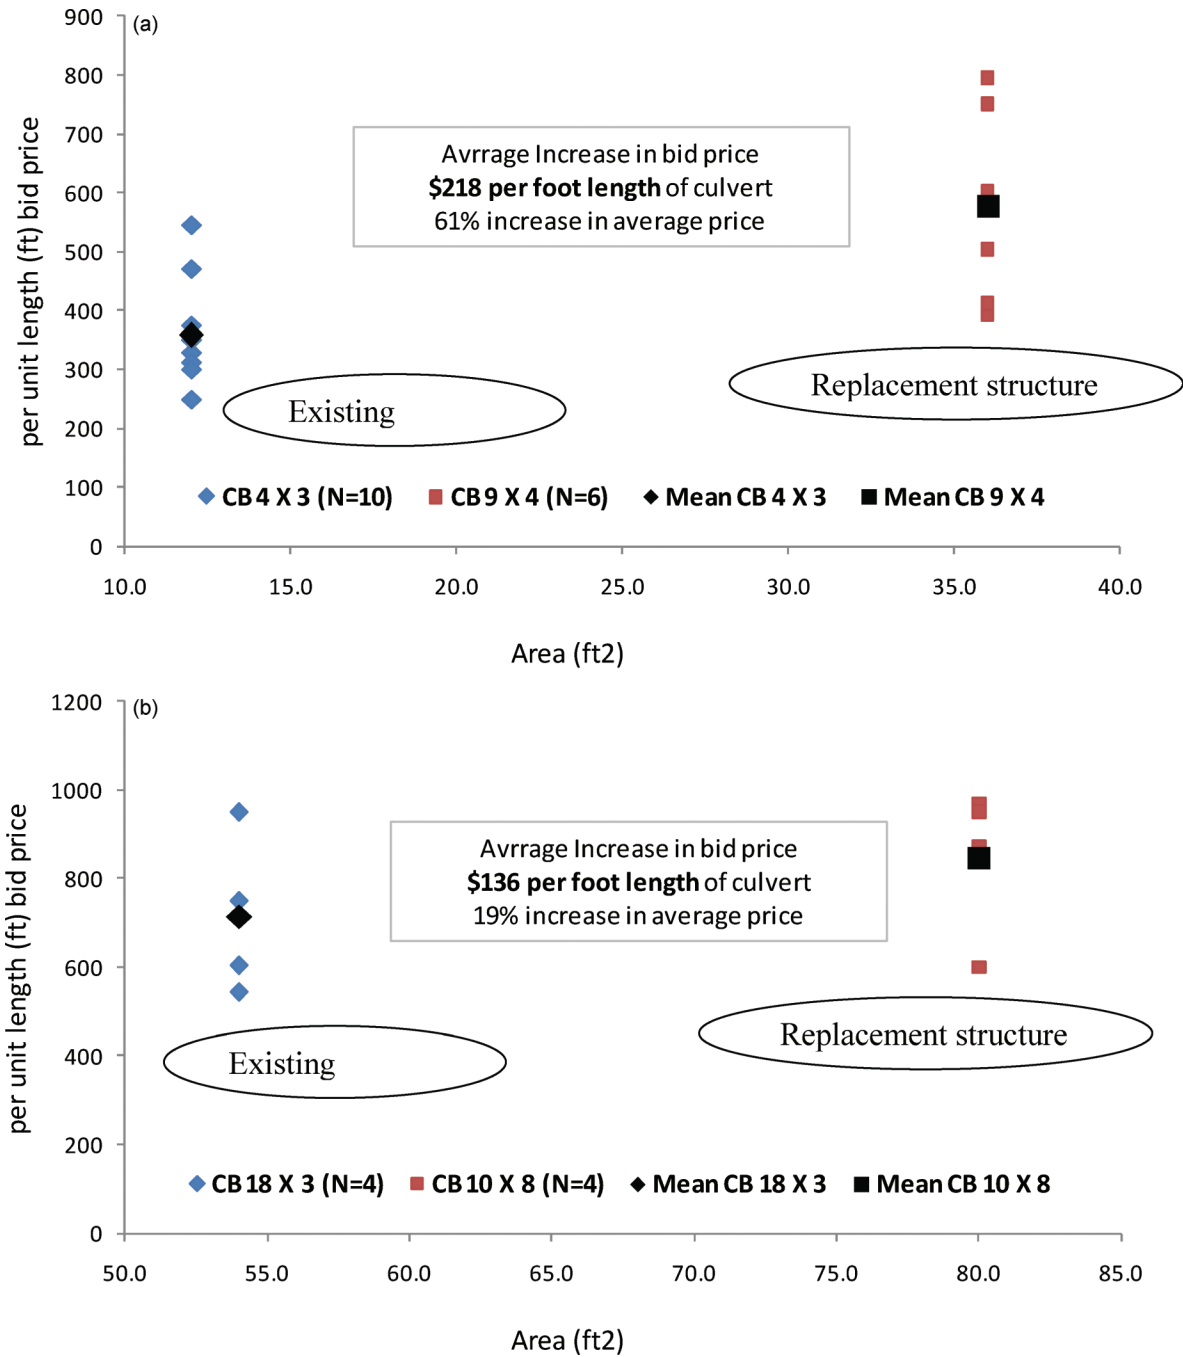 900
(a)
800
700
600
500
400
300
200
100
0
per unit length (ft) bid price
Avrrage Increase in bid price
$218 per foot length of culvert
61% increase in average price
Existing
Replacement structure
CB 4 X 3 (N=10) CB 9 X 4 (N=6) Mean CB 4 X 3 Mean CB 9 X 4
10.0 15.0 20.0 25.0 30.0 35.0 40.0
Area (ft2)
1200
(b)
1000
800
600
400
200
0
per unit length (ft) bid price
Avrrage Increase in bid price
$136 per foot length of culvert
19% increase in average price
Existing
Replacement structure
CB 18 X 3 (N=4) CB 10 X 8 (N=4) Mean CB 18 X 3 Mean CB 10 X 8
50.0 55.0 60.0 65.0 70.0 75.0 80.0 85.0
Area (ft2)